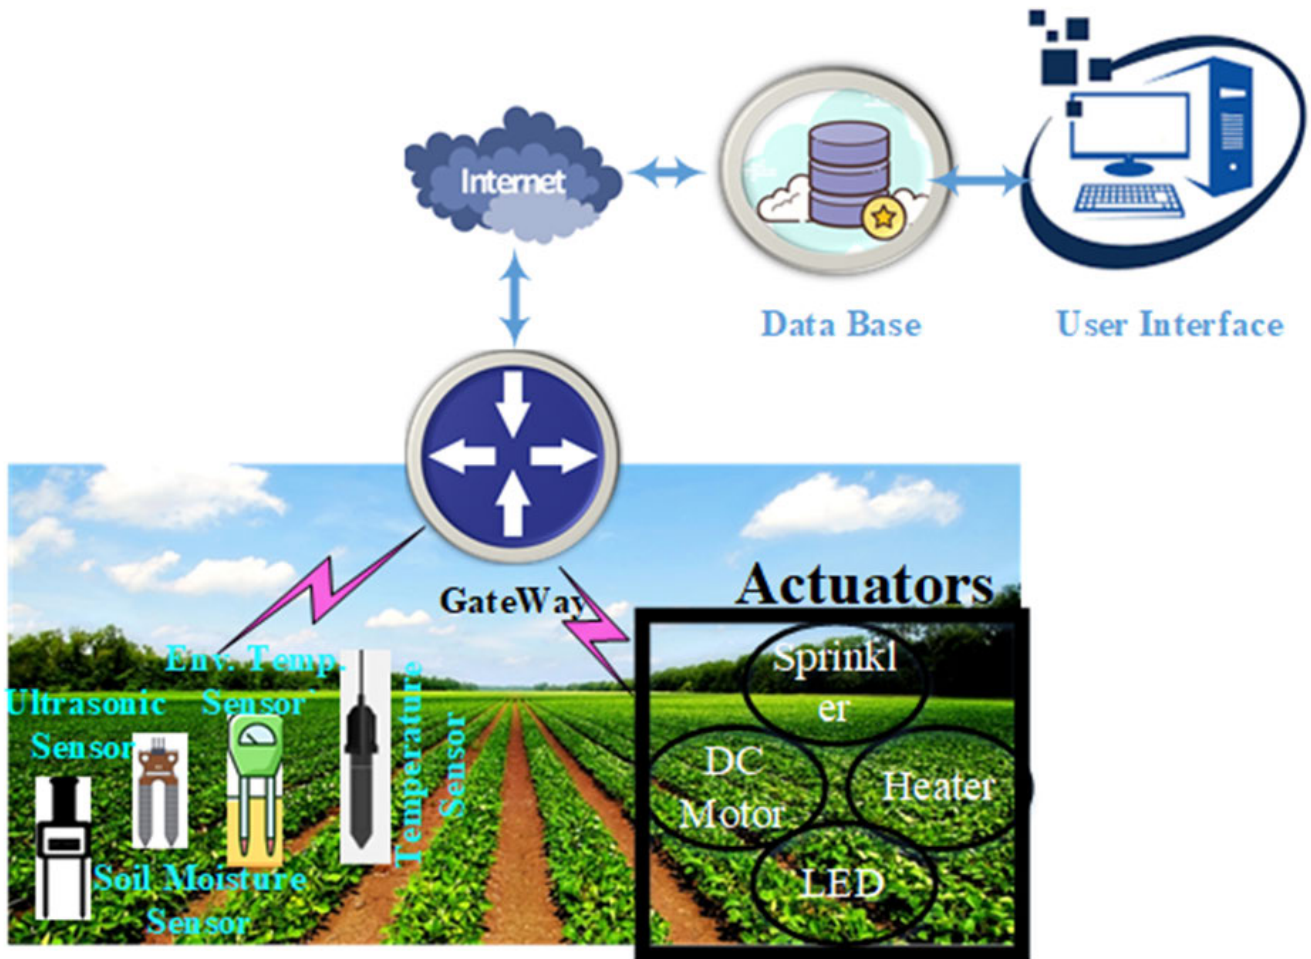 Internet
Data Base
User Interface
GateWay
Actuators
Env. Temp.
Sensor
Ultrasonic
Sensor
Temperature
Sensor
Soil Moisture
Sensor
Sprinkl
er
DC
Motor
Heater
LED